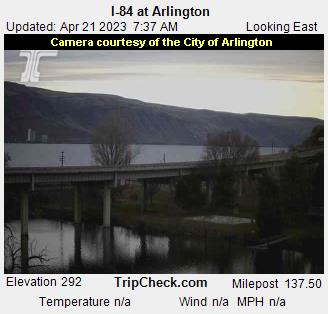 I-84 at Arlington
Updated: Apr 21 2023 7:37 AM Looking East
Camera courtesy of the City of Arlington
Elevation 292 TripCheck.com Milepost 137.50
Temperature n/a Wind n/a MPH n/a